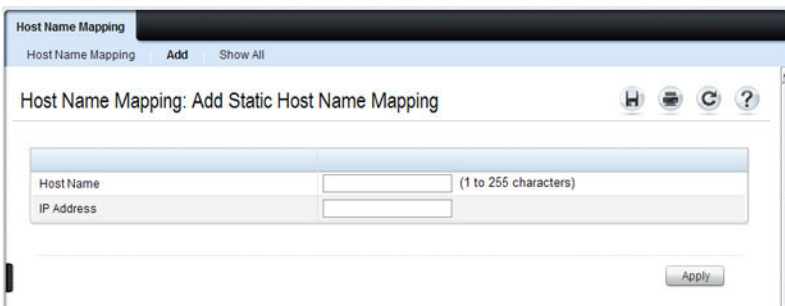 Host Name Mapping
Host Name Mapping Add Show All
Host Name Mapping: Add Static Host Name Mapping
Host Name (1 to 255 characters)
IP Address
Apply